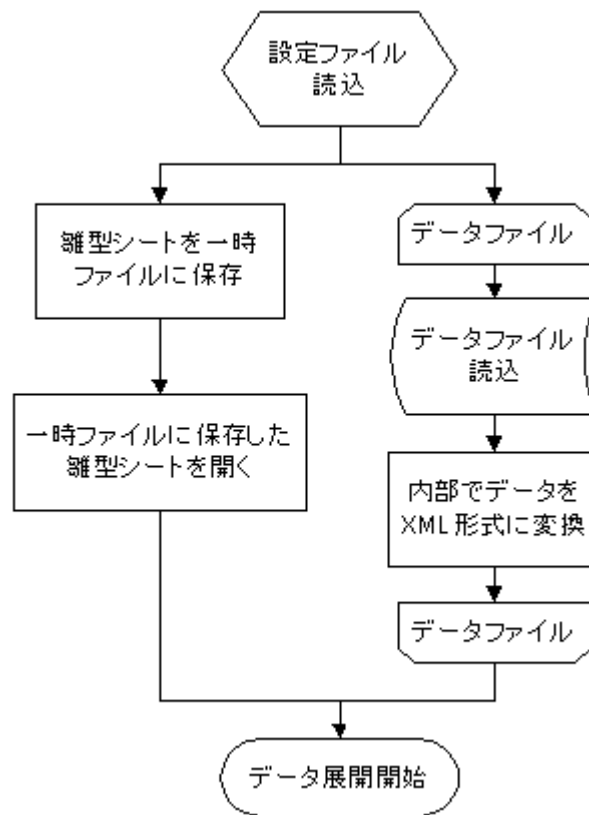 設定ファイル
読込
雛型シートを一時
ファイルに保存
一時ファイルに保存した
雛型シートを開く
データファイル
データファイル
読込
内部でデータを
XML形式に変換
データファイル
データ展開開始